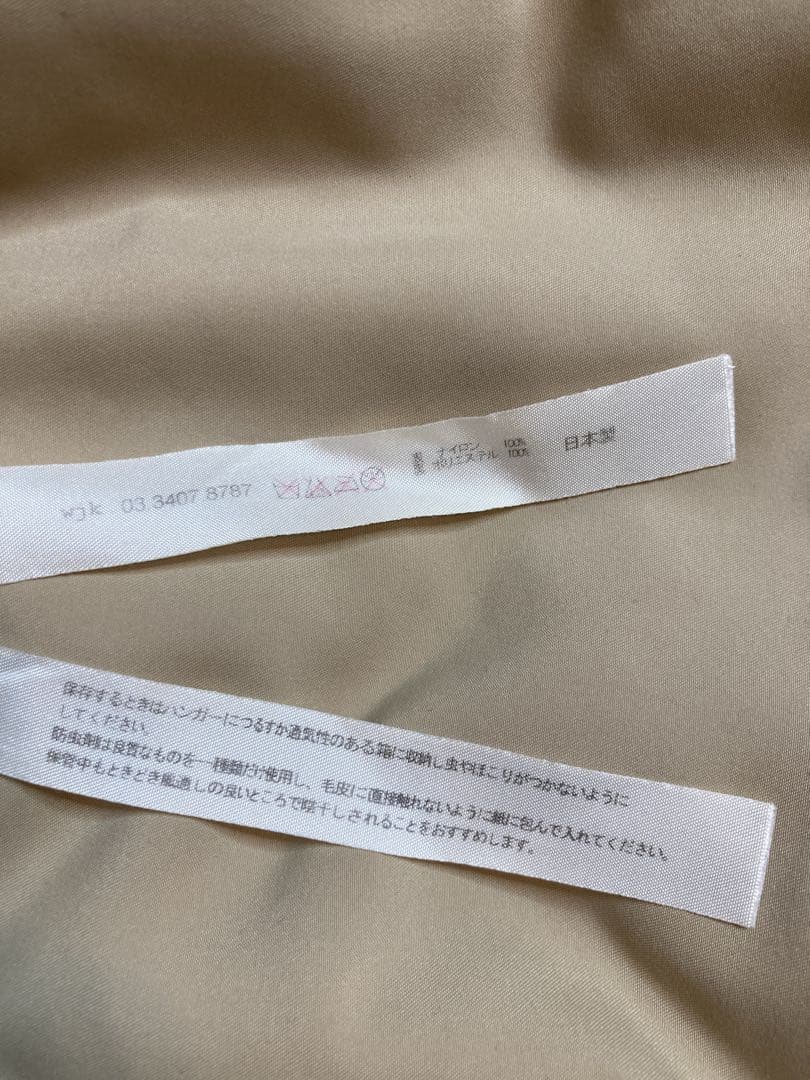 wjk 03 3407 8787
表 ナイロン 100%
裏 ポリエステル 100%
日本製
保存するときはハンガーにつるすか通気性のある箱に収納し虫やほこりがつかないように
してください。
防虫剤は良質なものを一種類だけ使用し、毛皮に直接触れないように紙に包んで入れてください。
保管中もときどき風通しの良いところで陰干しされることをおすすめします。